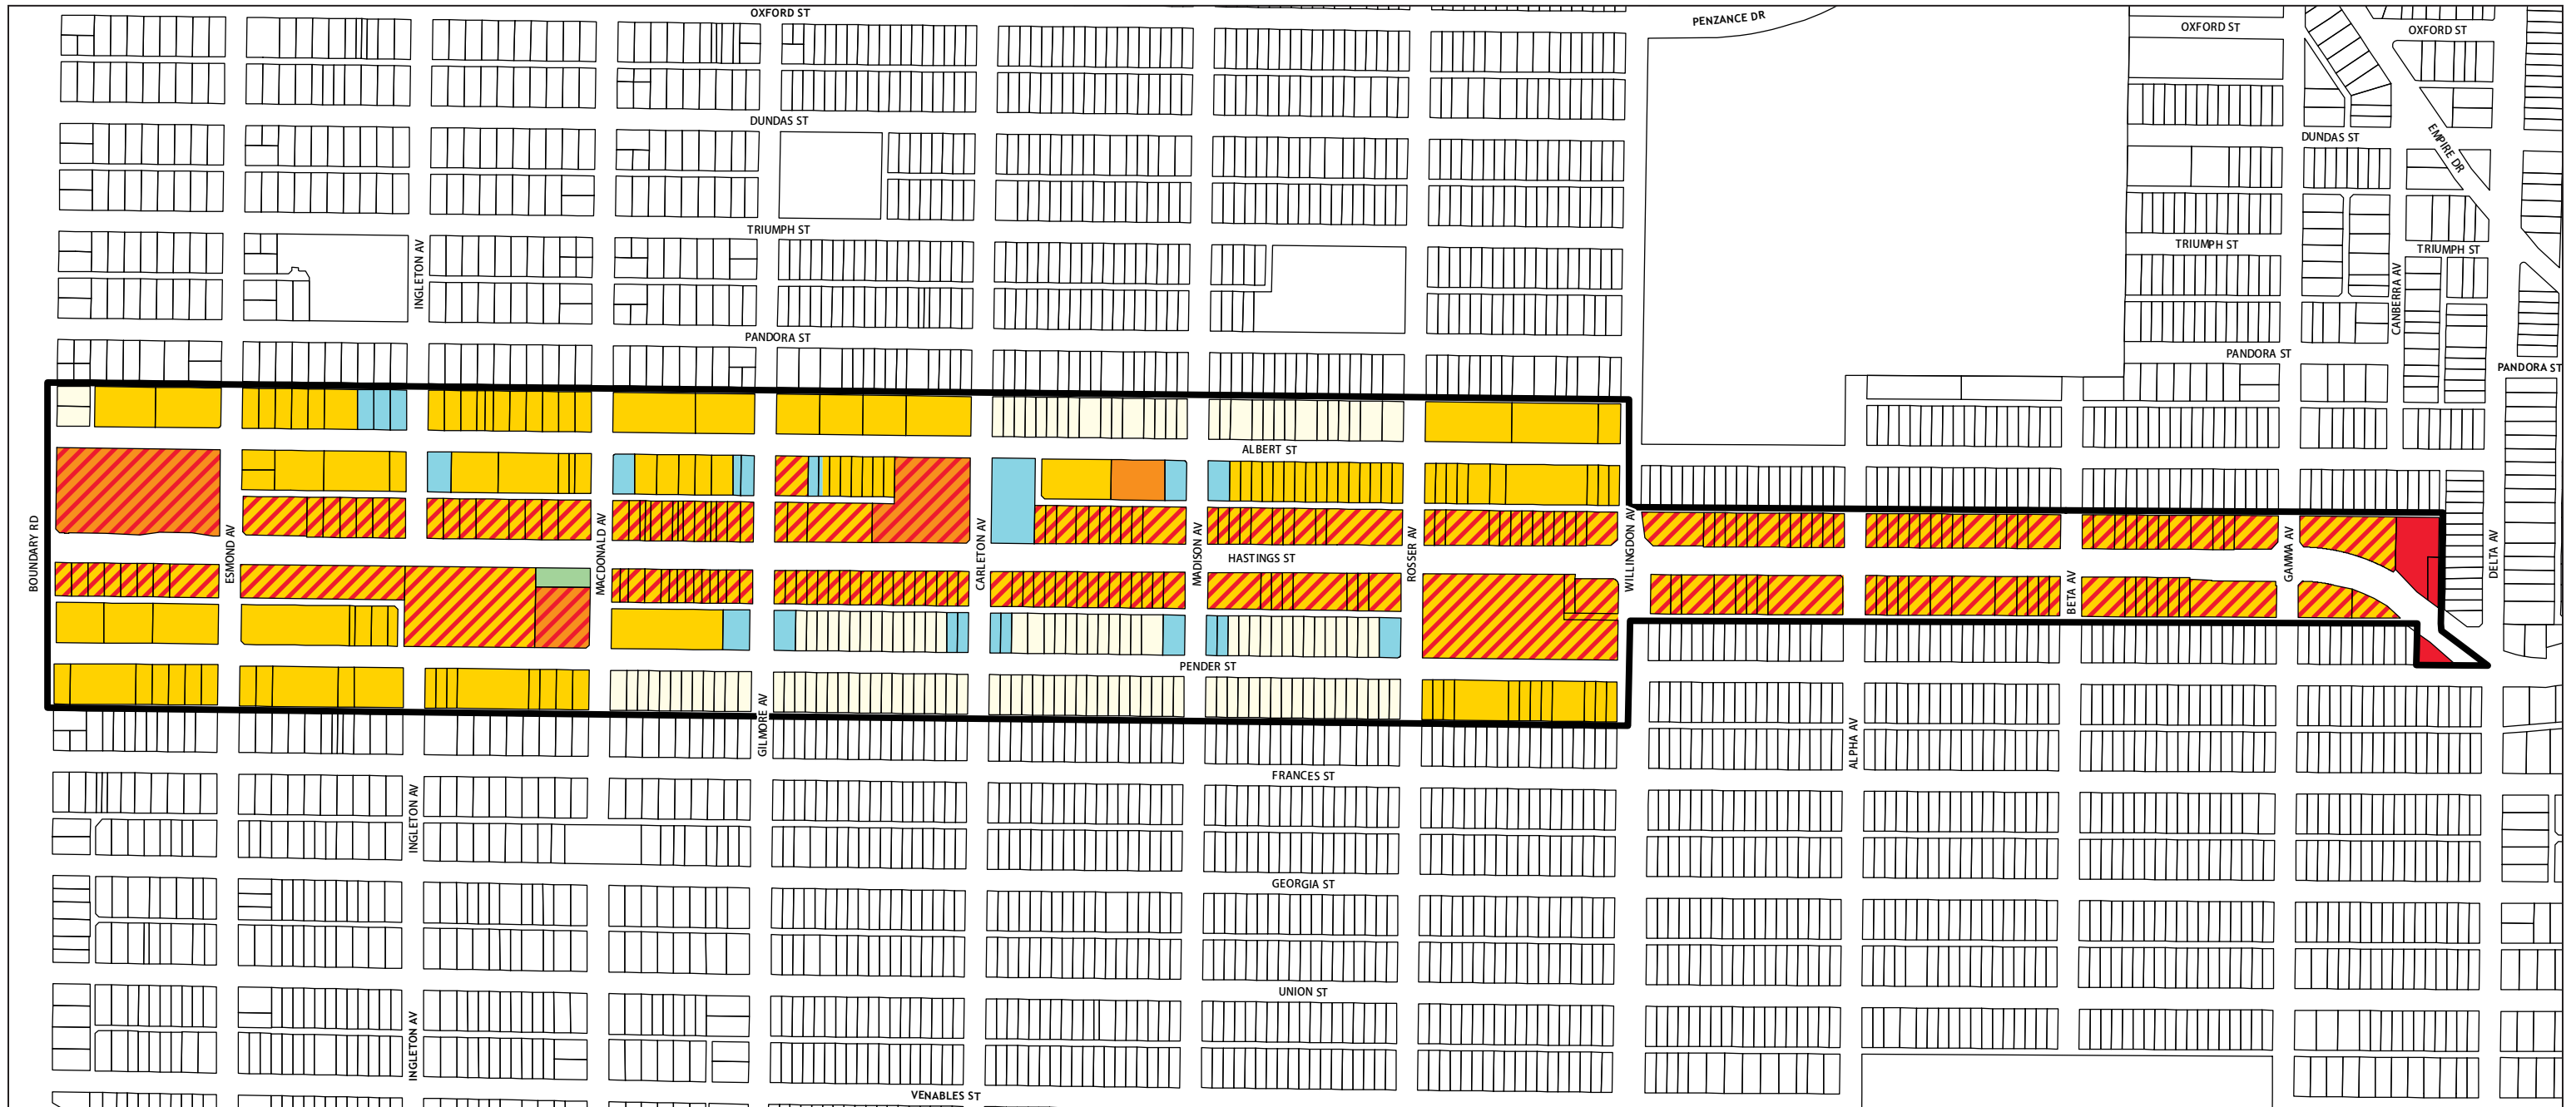 OXFORD ST
PENZANCE DR
OXFORD ST
OXFORD ST
DUNDAS ST
DUNDAS ST
EMPIRE DR
TRIUMPH ST
TRIUMPH ST
TRIUMPH ST
INGLETON AV
CANBERRA AV
PANDORA ST
PANDORA ST
PANDORA ST
ALBERT ST
BOUNDARY RD
ESMOND AV
MACDONALD AV
CARLETON AV
MADISON AV
HASTINGS ST
ROSSER AV
WILLINGDON AV
BETA AV
GAMMA AV
DELTA AV
PENDER ST
GILMORE AV
ALPHA AV
FRANCES ST
INGLETON AV
GEORGIA ST
UNION ST
INGLETON AV
VENABLES ST